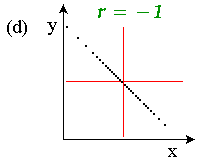 r = −1
(d) y
x